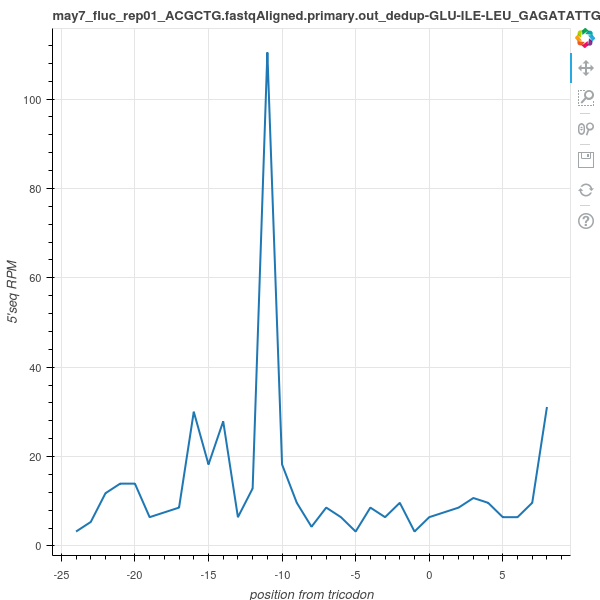 may7_fluc_rep01_ACGCTG.fastqAligned.primary.out_dedup-GLU-ILE-LEU_GAGATATTG
100
80
60
40
20
0
5'seq RPM
-25 -20 -15 -10 -5 0 5
position from tricodon